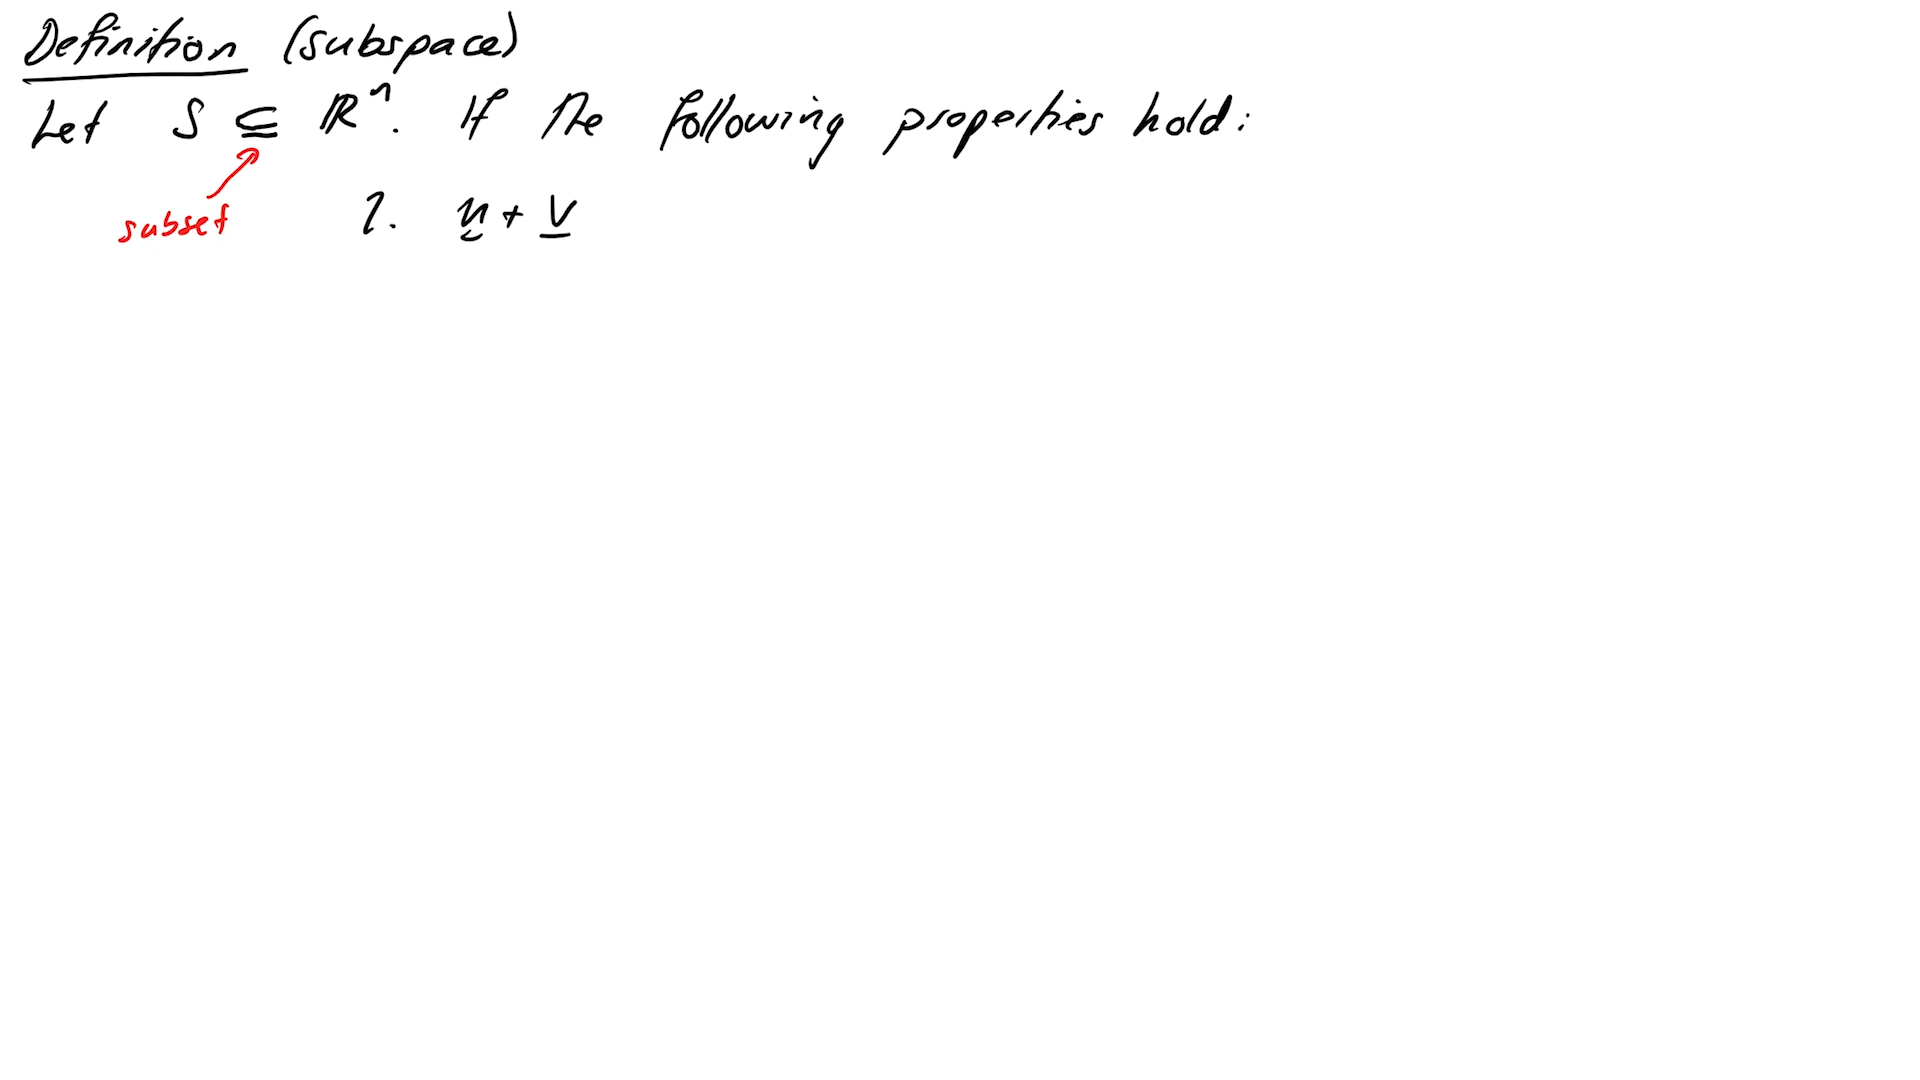 Definition (subspace)
Let S ⊆ ℝⁿ. If the following properties hold:
subset
1. u + v